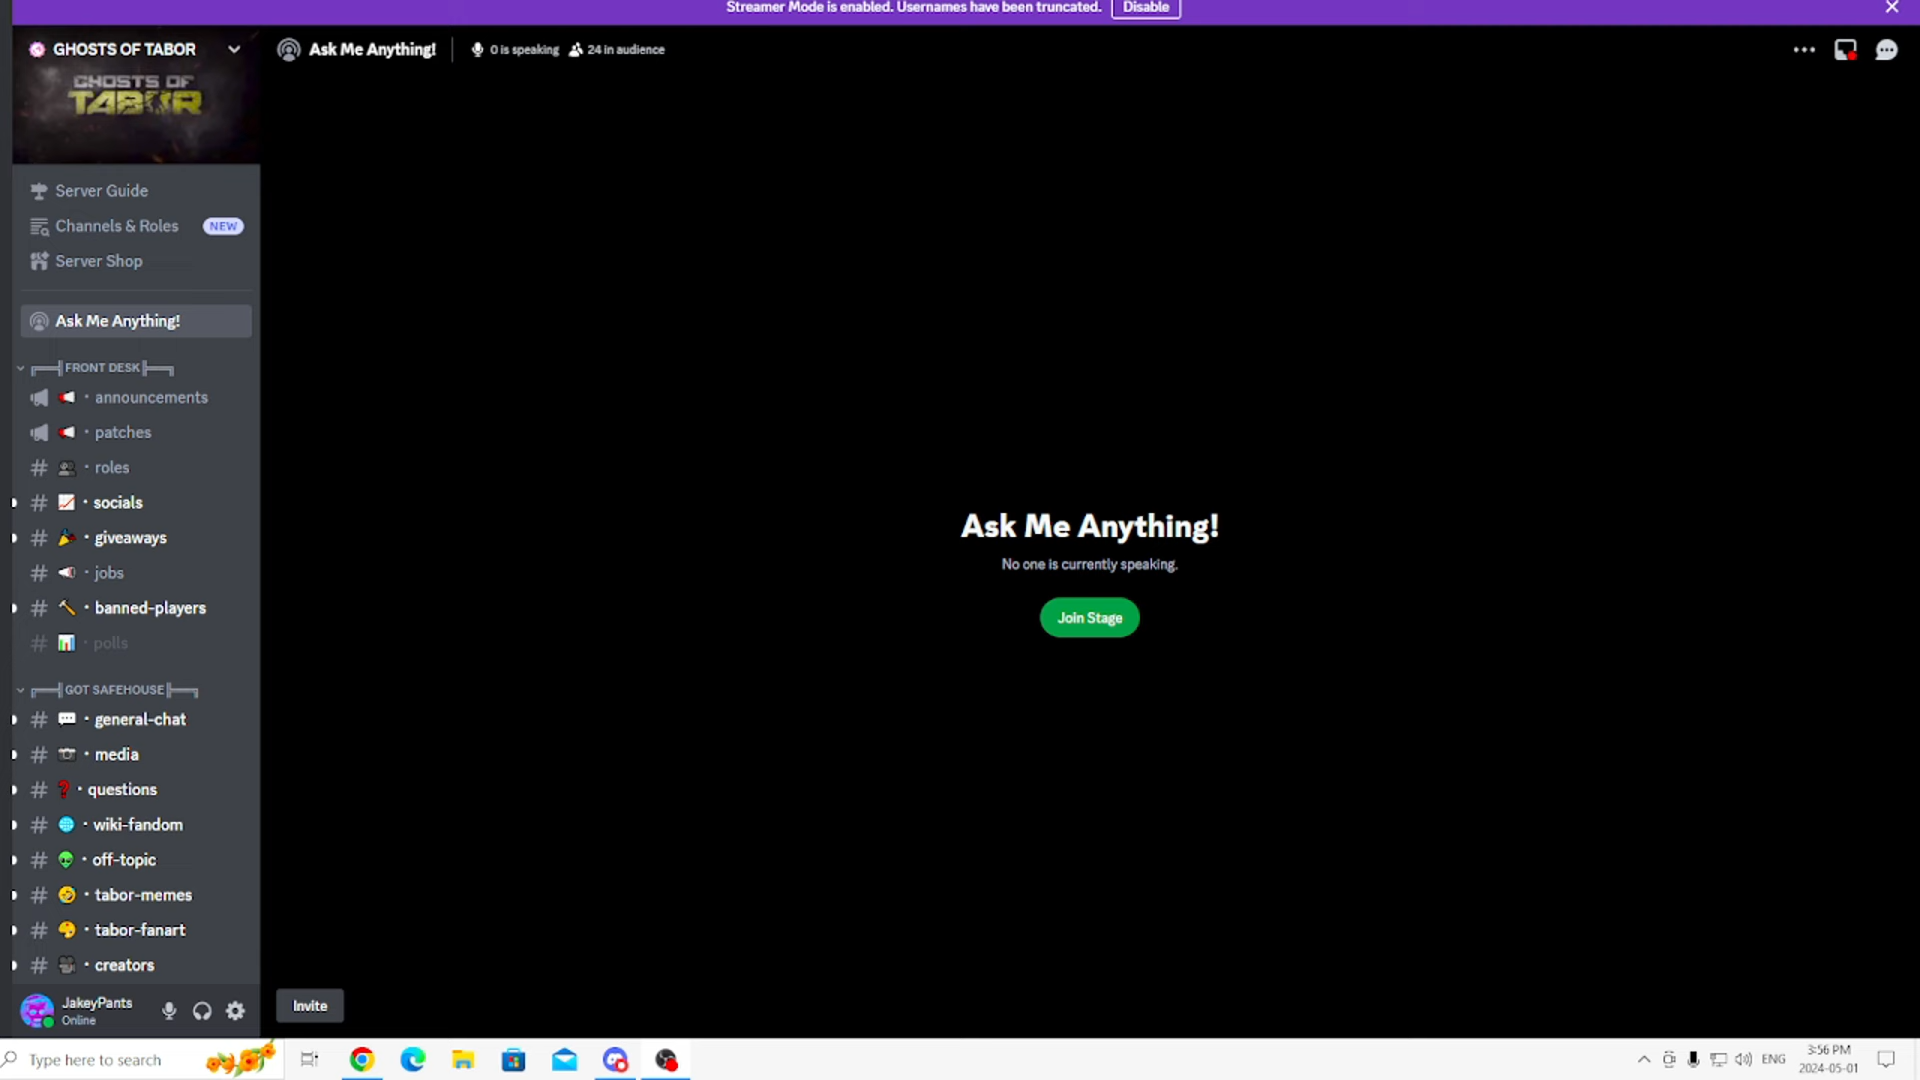 Streamer Mode is enabled. Usernames have been truncated. Disable
GHOSTS OF TABOR
GHOSTS OF
TABOR
Ask Me Anything! 0 is speaking 24 in audience
Server Guide
Channels & Roles NEW
Server Shop
Ask Me Anything!
╔══╣FRONT DESK╠══╗
announcements
patches
roles
socials
giveaways
jobs
banned-players
polls
╔══╣GOT SAFEHOUSE╠══╗
general-chat
media
questions
wiki-fandom
off-topic
tabor-memes
tabor-fanart
creators
JakeyPants
Online
Ask Me Anything!
No one is currently speaking.
Join Stage
Invite
Type here to search
ENG
3:56 PM
2024-05-01